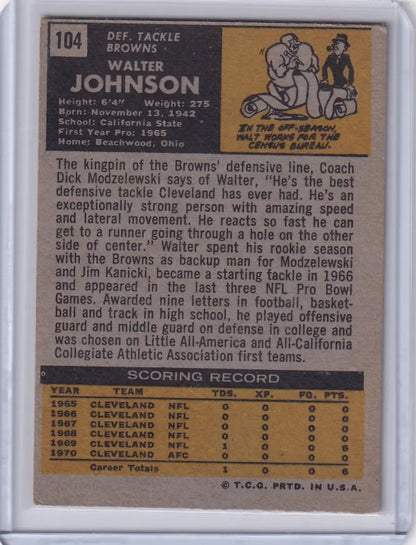 104
DEF. TACKLE
BROWNS
WALTER
JOHNSON
Height: 6'4" Weight: 275
Born: November 13, 1942
School: California State
First Year Pro: 1965
Home: Beachwood, Ohio
IN THE OFF-SEASON,
WALT WORKS FOR THE
CENSUS BUREAU.
The kingpin of the Browns' defensive line, Coach
Dick Modzelewski says of Walter, "He's the best
defensive tackle Cleveland has ever had. He's an
exceptionally strong person with amazing speed
and lateral movement. He reacts so fast he can
get to a runner going through a hole on the other
side of center." Walter spent his rookie season
with the Browns as backup man for Modzelewski
and Jim Kanicki, became a starting tackle in 1966
and appeared in the last three NFL Pro Bowl
Games. Awarded nine letters in football, basket-
ball and track in high school, he played offensive
guard and middle guard on defense in college and
was chosen on Little All-America and All-California
Collegiate Athletic Association first teams.
SCORING RECORD
YEAR TEAM TDS. XP. FG. PTS.
1965 CLEVELAND NFL 0 0 0 0
1966 CLEVELAND NFL 0 0 0 0
1967 CLEVELAND NFL 0 0 0 0
1968 CLEVELAND NFL 0 0 0 0
1969 CLEVELAND NFL 1 0 0 6
1970 CLEVELAND AFC 0 0 0 0
Career Totals 1 0 0 6
© T.C.G. PRTD. IN U.S.A.